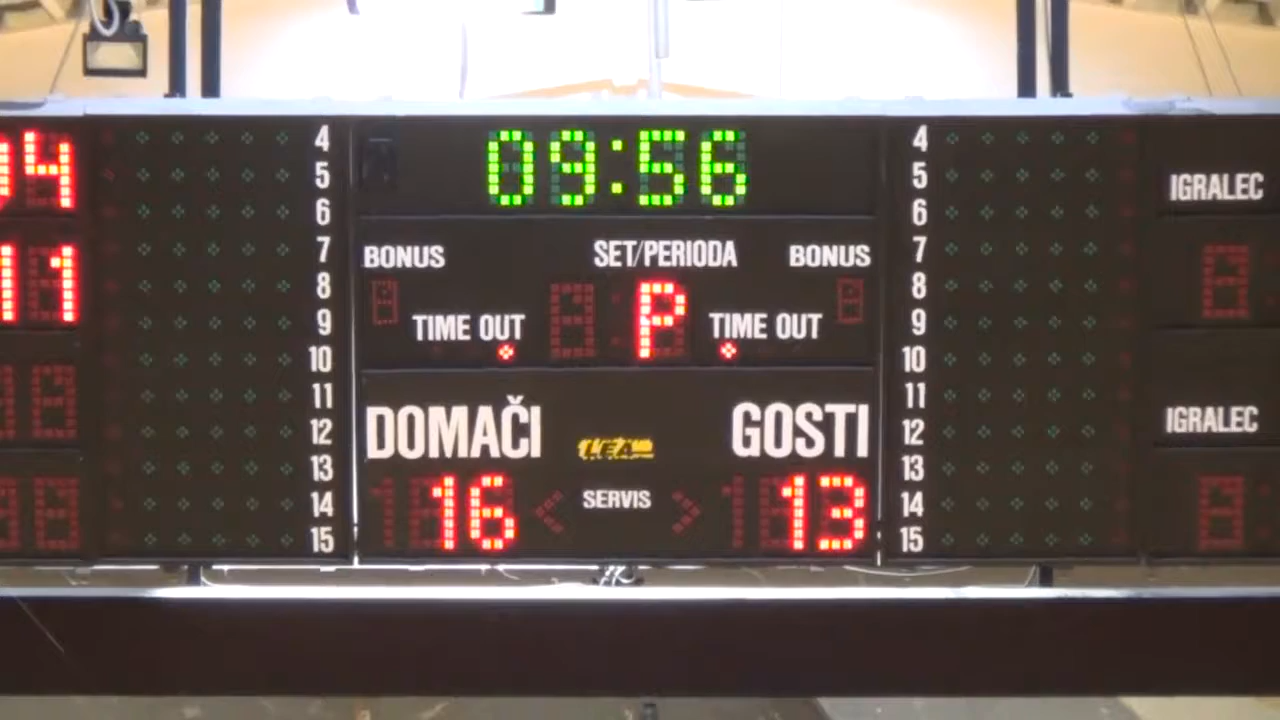 04 4 09:56 4
5 5 IGRALEC
6 6
11 7 BONUS SET/PERIODA BONUS 7
8 P 8
9 TIME OUT TIME OUT 9
10 10
11 11
12 DOMAČI GOSTI 12 IGRALEC
LEA
13 13
14 16 SERVIS 13 14
15 15